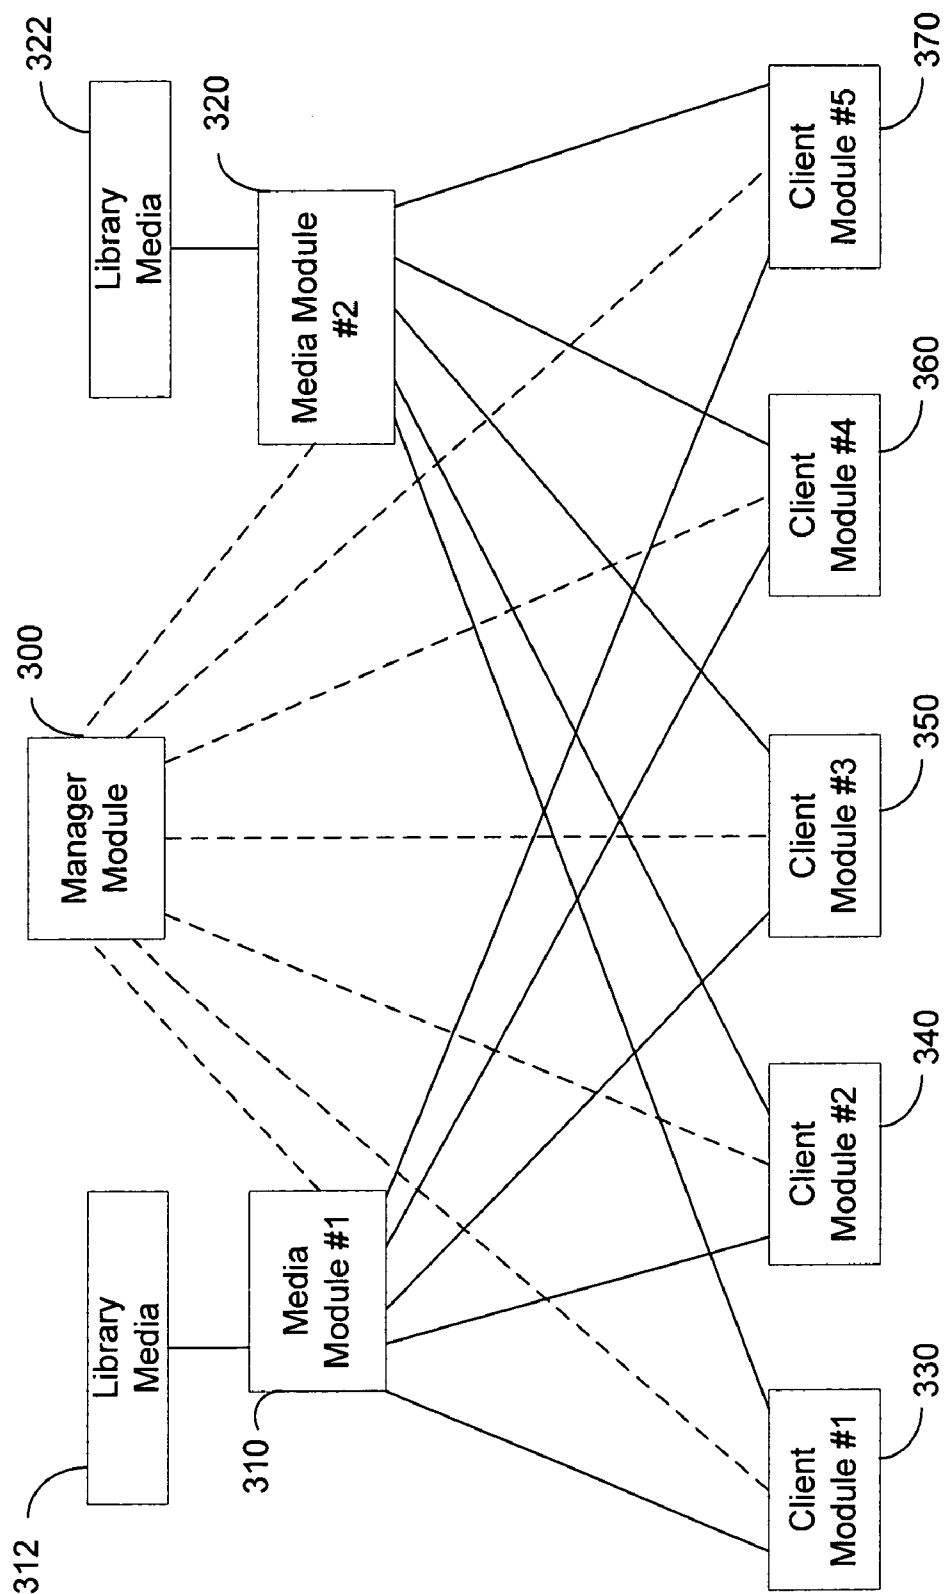 312
Library
Media
310
Media
Module #1
300
Manager
Module
322
Library
Media
320
Media Module
#2
Client
Module #1
330
Client
Module #2
340
Client
Module #3
350
Client
Module #4
360
Client
Module #5
370